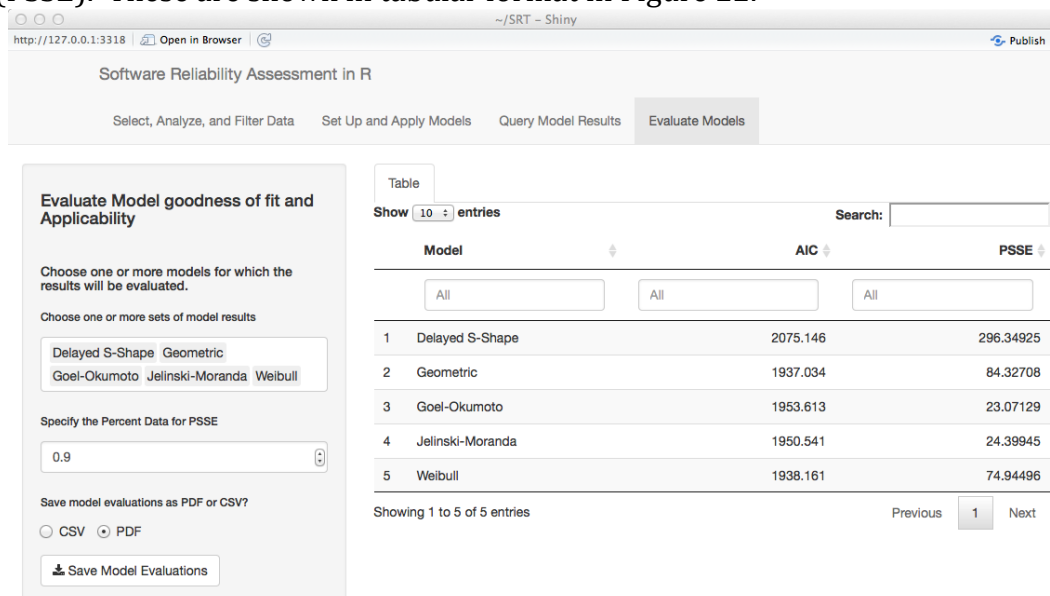 (PSSE). These are shown in tabular format in Figure 22.
~/SRT – Shiny
http://127.0.0.1:3318 Open in Browser Publish
Software Reliability Assessment in R
Select, Analyze, and Filter Data Set Up and Apply Models Query Model Results Evaluate Models
Evaluate Model goodness of fit and
Applicability
Choose one or more models for which the
results will be evaluated.
Choose one or more sets of model results
Delayed S-Shape Geometric
Goel-Okumoto Jelinski-Moranda Weibull
Specify the Percent Data for PSSE
0.9
Save model evaluations as PDF or CSV?
CSV PDF
Save Model Evaluations
Table
Show 10 entries Search:
Model AIC PSSE
All All All
1 Delayed S-Shape 2075.146 296.34925
2 Geometric 1937.034 84.32708
3 Goel-Okumoto 1953.613 23.07129
4 Jelinski-Moranda 1950.541 24.39945
5 Weibull 1938.161 74.94496
Showing 1 to 5 of 5 entries Previous 1 Next